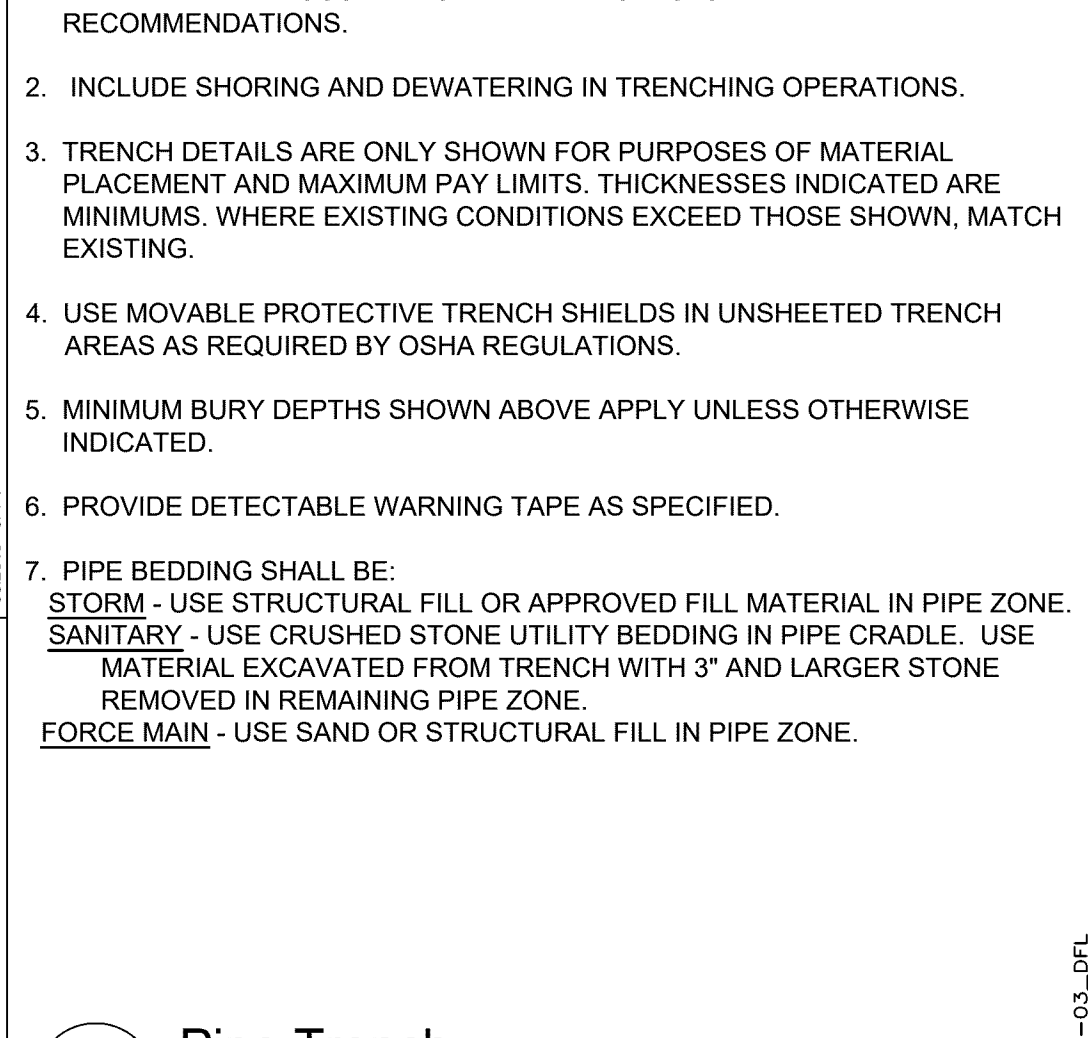 RECOMMENDATIONS.
2. INCLUDE SHORING AND DEWATERING IN TRENCHING OPERATIONS.
3. TRENCH DETAILS ARE ONLY SHOWN FOR PURPOSES OF MATERIAL
PLACEMENT AND MAXIMUM PAY LIMITS. THICKNESSES INDICATED ARE
MINIMUMS. WHERE EXISTING CONDITIONS EXCEED THOSE SHOWN, MATCH
EXISTING.
4. USE MOVABLE PROTECTIVE TRENCH SHIELDS IN UNSHEETED TRENCH
AREAS AS REQUIRED BY OSHA REGULATIONS.
5. MINIMUM BURY DEPTHS SHOWN ABOVE APPLY UNLESS OTHERWISE
INDICATED.
6. PROVIDE DETECTABLE WARNING TAPE AS SPECIFIED.
7. PIPE BEDDING SHALL BE:
STORM - USE STRUCTURAL FILL OR APPROVED FILL MATERIAL IN PIPE ZONE.
SANITARY - USE CRUSHED STONE UTILITY BEDDING IN PIPE CRADLE. USE
MATERIAL EXCAVATED FROM TRENCH WITH 3" AND LARGER STONE
REMOVED IN REMAINING PIPE ZONE.
FORCE MAIN - USE SAND OR STRUCTURAL FILL IN PIPE ZONE.
Pipe Trench
-03_DFL